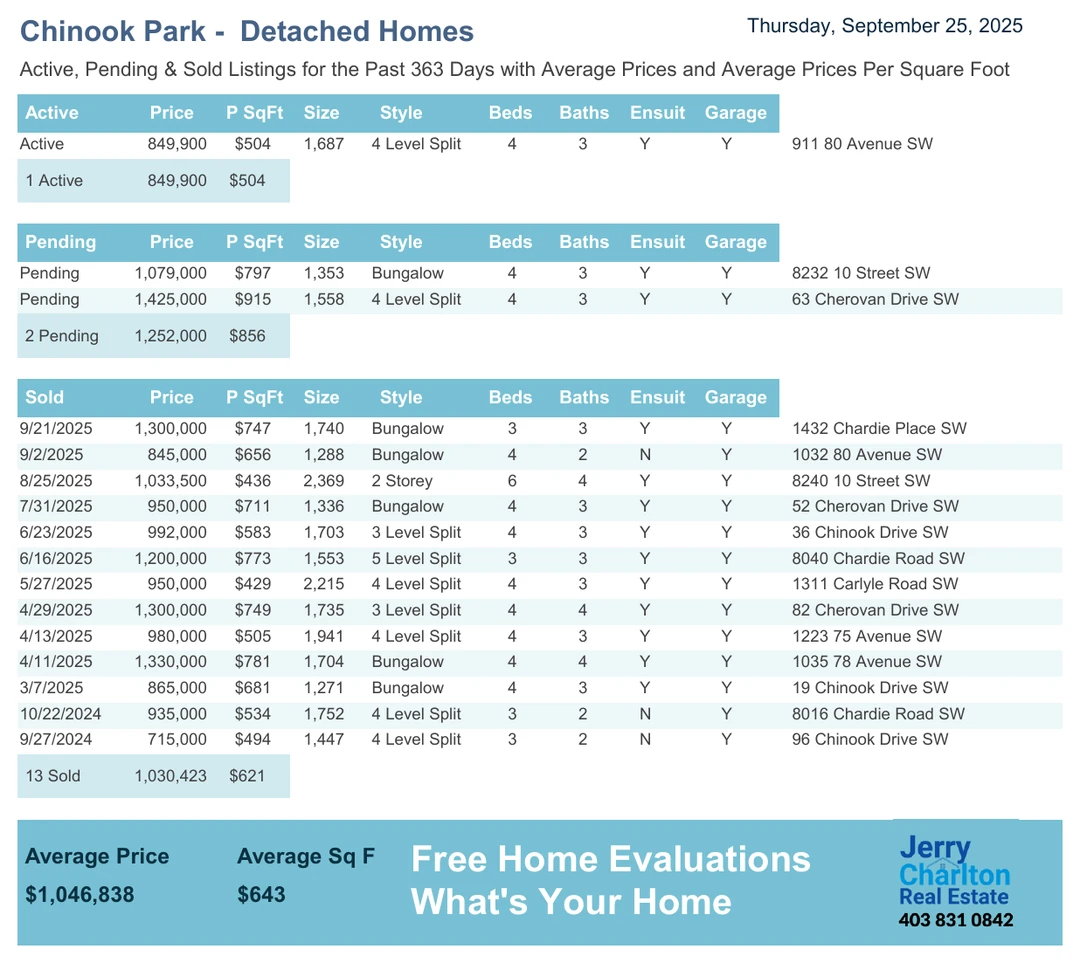 Chinook Park - Detached Homes
Thursday, September 25, 2025
Active, Pending & Sold Listings for the Past 363 Days with Average Prices and Average Prices Per Square Foot
Active Price P SqFt Size Style Beds Baths Ensuit Garage
Active 849,900 $504 1,687 4 Level Split 4 3 Y Y 911 80 Avenue SW
1 Active 849,900 $504
Pending Price P SqFt Size Style Beds Baths Ensuit Garage
Pending 1,079,000 $797 1,353 Bungalow 4 3 Y Y 8232 10 Street SW
Pending 1,425,000 $915 1,558 4 Level Split 4 3 Y Y 63 Cherovan Drive SW
2 Pending 1,252,000 $856
Sold Price P SqFt Size Style Beds Baths Ensuit Garage
9/21/2025 1,300,000 $747 1,740 Bungalow 3 3 Y Y 1432 Chardie Place SW
9/2/2025 845,000 $656 1,288 Bungalow 4 2 N Y 1032 80 Avenue SW
8/25/2025 1,033,500 $436 2,369 2 Storey 6 4 Y Y 8240 10 Street SW
7/31/2025 950,000 $711 1,336 Bungalow 4 3 Y Y 52 Cherovan Drive SW
6/23/2025 992,000 $583 1,703 3 Level Split 4 3 Y Y 36 Chinook Drive SW
6/16/2025 1,200,000 $773 1,553 5 Level Split 3 3 Y Y 8040 Chardie Road SW
5/27/2025 950,000 $429 2,215 4 Level Split 4 3 Y Y 1311 Carlyle Road SW
4/29/2025 1,300,000 $749 1,735 3 Level Split 4 4 Y Y 82 Cherovan Drive SW
4/13/2025 980,000 $505 1,941 4 Level Split 4 3 Y Y 1223 75 Avenue SW
4/11/2025 1,330,000 $781 1,704 Bungalow 4 4 Y Y 1035 78 Avenue SW
3/7/2025 865,000 $681 1,271 Bungalow 4 3 Y Y 19 Chinook Drive SW
10/22/2024 935,000 $534 1,752 4 Level Split 3 2 N Y 8016 Chardie Road SW
9/27/2024 715,000 $494 1,447 4 Level Split 3 2 N Y 96 Chinook Drive SW
13 Sold 1,030,423 $621
Average Price Average Sq F
$1,046,838 $643
Free Home Evaluations
What's Your Home
Jerry
Charlton
Real Estate
403 831 0842